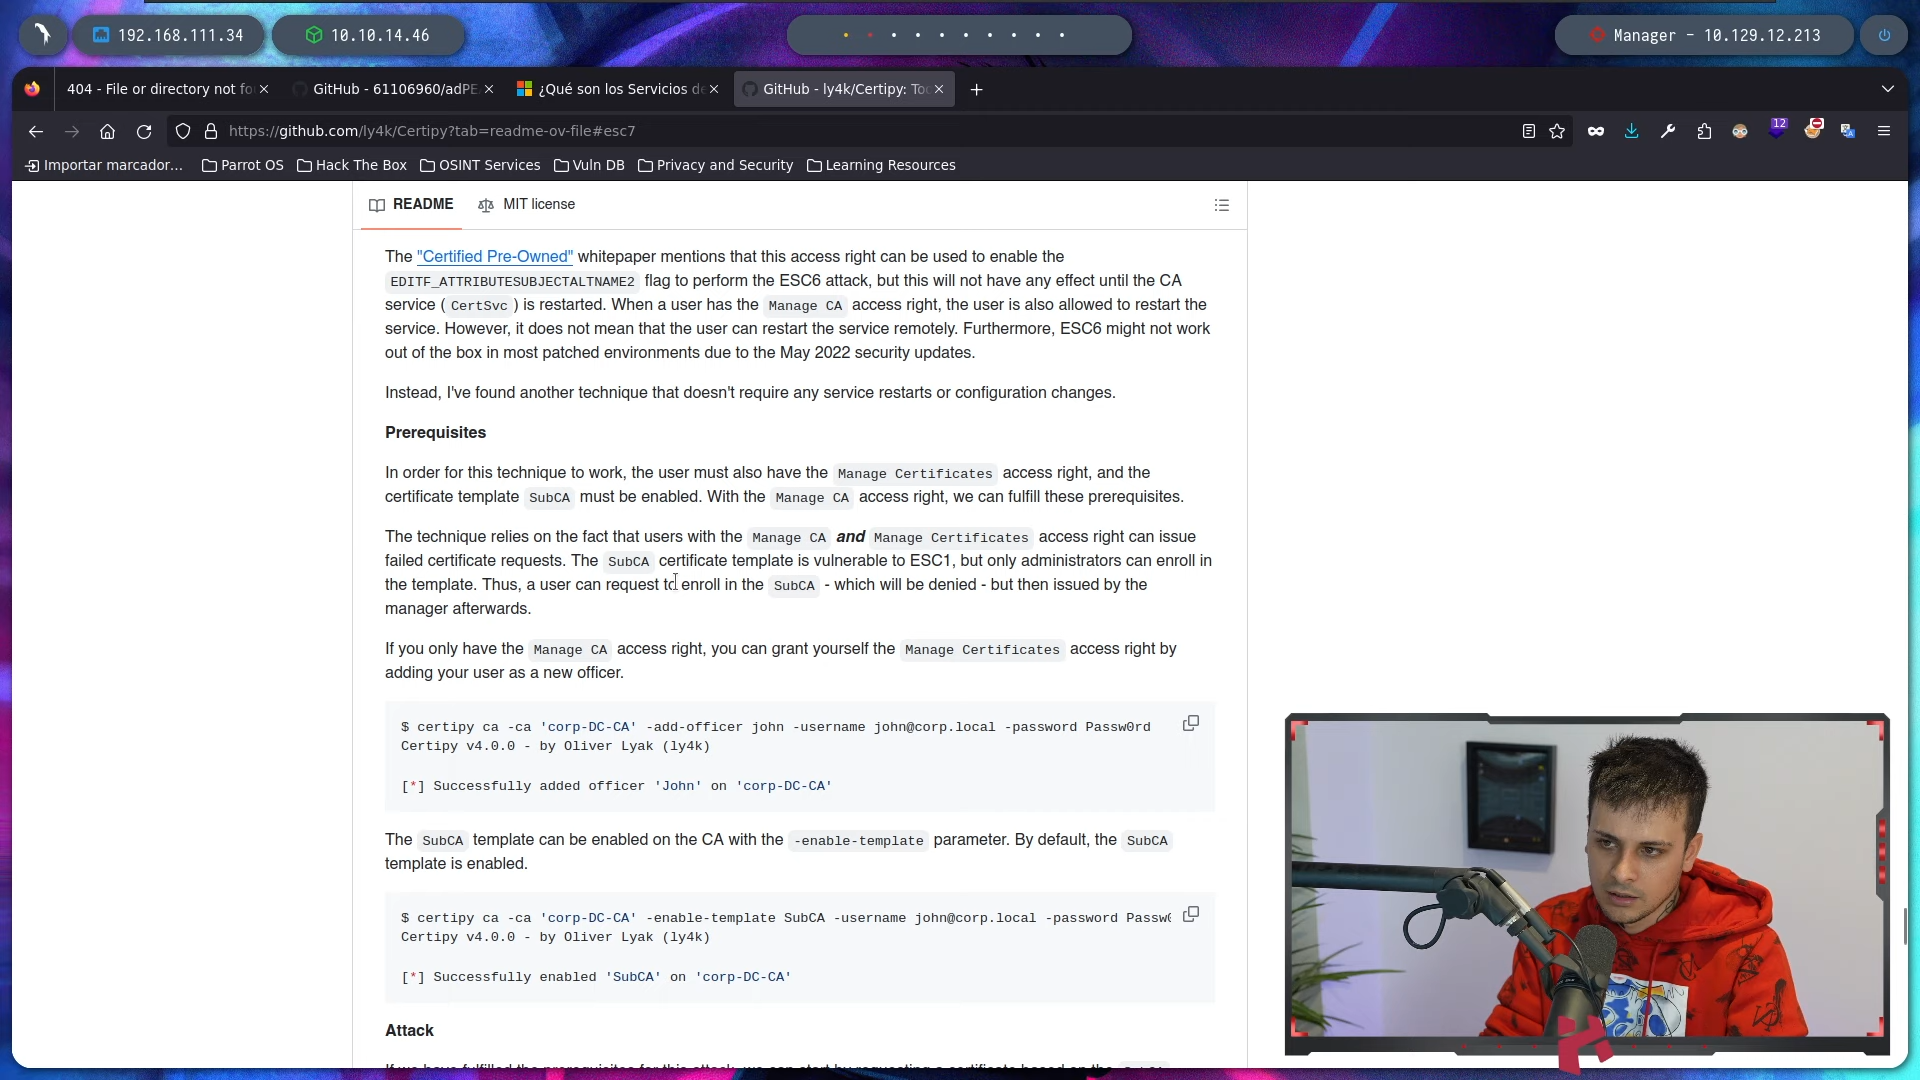 192.168.111.34
10.10.14.46
Manager - 10.129.12.213
404 - File or directory not fo
GitHub - 61106960/adPE
¿Qué son los Servicios de
GitHub - ly4k/Certipy: Too
https://github.com/ly4k/Certipy?tab=readme-ov-file#esc7
12
Importar marcador...
Parrot OS
Hack The Box
OSINT Services
Vuln DB
Privacy and Security
Learning Resources
README
MIT license
The "Certified Pre-Owned" whitepaper mentions that this access right can be used to enable the
EDITF_ATTRIBUTESUBJECTALTNAME2 flag to perform the ESC6 attack, but this will not have any effect until the CA
service ( CertSvc ) is restarted. When a user has the Manage CA access right, the user is also allowed to restart the
service. However, it does not mean that the user can restart the service remotely. Furthermore, ESC6 might not work
out of the box in most patched environments due to the May 2022 security updates.
Instead, I've found another technique that doesn't require any service restarts or configuration changes.
Prerequisites
In order for this technique to work, the user must also have the Manage Certificates access right, and the
certificate template SubCA must be enabled. With the Manage CA access right, we can fulfill these prerequisites.
The technique relies on the fact that users with the Manage CA and Manage Certificates access right can issue
failed certificate requests. The SubCA certificate template is vulnerable to ESC1, but only administrators can enroll in
the template. Thus, a user can request to enroll in the SubCA - which will be denied - but then issued by the
manager afterwards.
If you only have the Manage CA access right, you can grant yourself the Manage Certificates access right by
adding your user as a new officer.
$ certipy ca -ca 'corp-DC-CA' -add-officer john -username john@corp.local -password Passw0rd
Certipy v4.0.0 - by Oliver Lyak (ly4k)
[*] Successfully added officer 'John' on 'corp-DC-CA'
The SubCA template can be enabled on the CA with the -enable-template parameter. By default, the SubCA
template is enabled.
$ certipy ca -ca 'corp-DC-CA' -enable-template SubCA -username john@corp.local -password Passw0
Certipy v4.0.0 - by Oliver Lyak (ly4k)
[*] Successfully enabled 'SubCA' on 'corp-DC-CA'
Attack
If we have fulfilled the prerequisites for this attack, we can start by requesting a certificate based on the